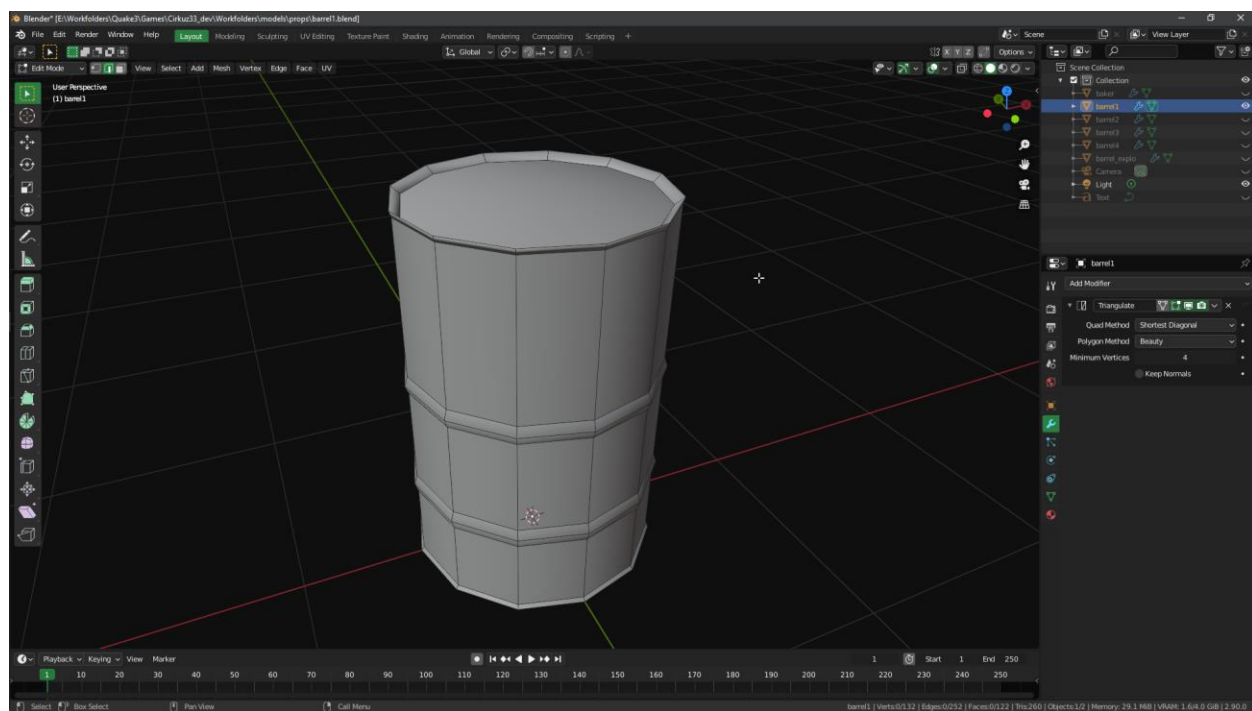 Blender* [E:\Workfolders\Quake3\Games\Cirkuz33_dev\Workfolders\models\props\barrel1.blend]
File Edit Render Window Help Layout Modeling Sculpting UV Editing Texture Paint Shading Animation Rendering Compositing Scripting + Scene View Layer
Global X Y Z Options
Edit Mode View Select Add Mesh Vertex Edge Face UV
User Perspective
(1) barrel1
Z
Scene Collection
Collection
baker
barrel1
barrel2
barrel3
barrel4
barrel_explo
Camera
Light
Text
barrel1
Add Modifier
Triangulate
Quad Method Shortest Diagonal
Polygon Method Beauty
Minimum Vertices 4
Keep Normals
Playback Keying View Marker 1 Start 1 End 250
1 10 20 30 40 50 60 70 80 90 100 110 120 130 140 150 160 170 180 190 200 210 220 230 240 250
Select Box Select Pan View Call Menu barrel1 | Verts:0/132 | Edges:0/252 | Faces:0/122 | Tris:260 | Objects:1/2 | Memory: 29.1 MiB | VRAM: 1.6/4.0 GiB | 2.90.0